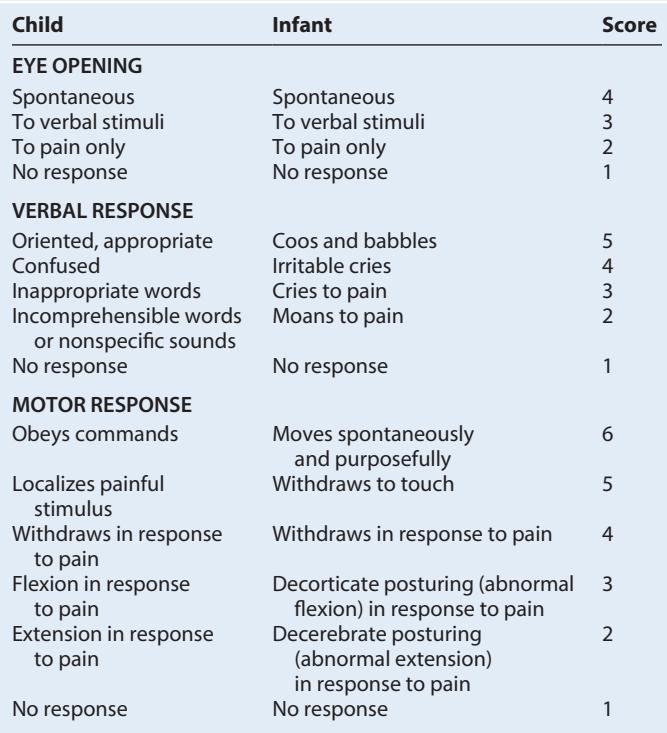 Child Infant Score
EYE OPENING
Spontaneous Spontaneous 4
To verbal stimuli To verbal stimuli 3
To pain only To pain only 2
No response No response 1
VERBAL RESPONSE
Oriented, appropriate Coos and babbles 5
Confused Irritable cries 4
Inappropriate words Cries to pain 3
Incomprehensible words Moans to pain 2
or nonspecific sounds
No response No response 1
MOTOR RESPONSE
Obeys commands Moves spontaneously 6
and purposefully
Localizes painful Withdraws to touch 5
stimulus
Withdraws in response Withdraws in response to pain 4
to pain
Flexion in response Decorticate posturing (abnormal 3
to pain flexion) in response to pain
Extension in response Decerebrate posturing 2
to pain (abnormal extension)
in response to pain
No response No response 1